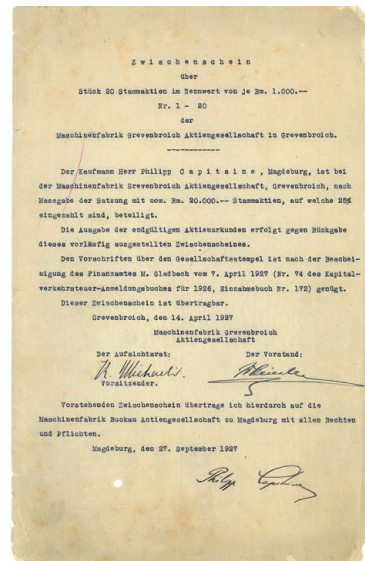 Zwischenschein
über
Stück 20 Stammaktien im Nennwert von je Rm. 1.000.--
Nr. 1 - 20
der
Maschinenfabrik Grevenbroich Aktiengesellschaft in Grevenbroich.
Der Kaufmann Herr Philipp Capitaine, Magdeburg, ist bei
der Maschinenfabrik Grevenbroich Aktiengesellschaft, Grevenbroich, nach
Massgabe der Satzung mit nom. Rm. 20.000.-- Stammaktien, auf welche 25%
eingezahlt sind, beteiligt.
Die Ausgabe der endgültigen Aktienurkunden erfolgt gegen Rückgabe
dieses vorläufig ausgestellten Zwischenscheines.
Den Vorschriften über den Gesellschaftsstempel ist nach der Beschei-
nigung des Finanzamtes M. Gladbach vom 7. April 1927 (Nr. 74 des Kapital-
verkehrsteuer-Anmeldungsbuches für 1926, Einnahmebuch Nr. 172) genügt.
Dieser Zwischenschein ist übertragbar.
Grevenbroich, den 14. April 1927
Maschinenfabrik Grevenbroich
Aktiengesellschaft
Der Aufsichtsrat: Der Vorstand:
Vorsitzender.
Vorstehenden Zwischenschein übertrage ich hierdurch auf die
Maschinenfabrik Buckau Actiengesellschaft zu Magdeburg mit allen Rechten
und Pflichten.
Magdeburg, den 27. September 1927
Philipp Capitaine